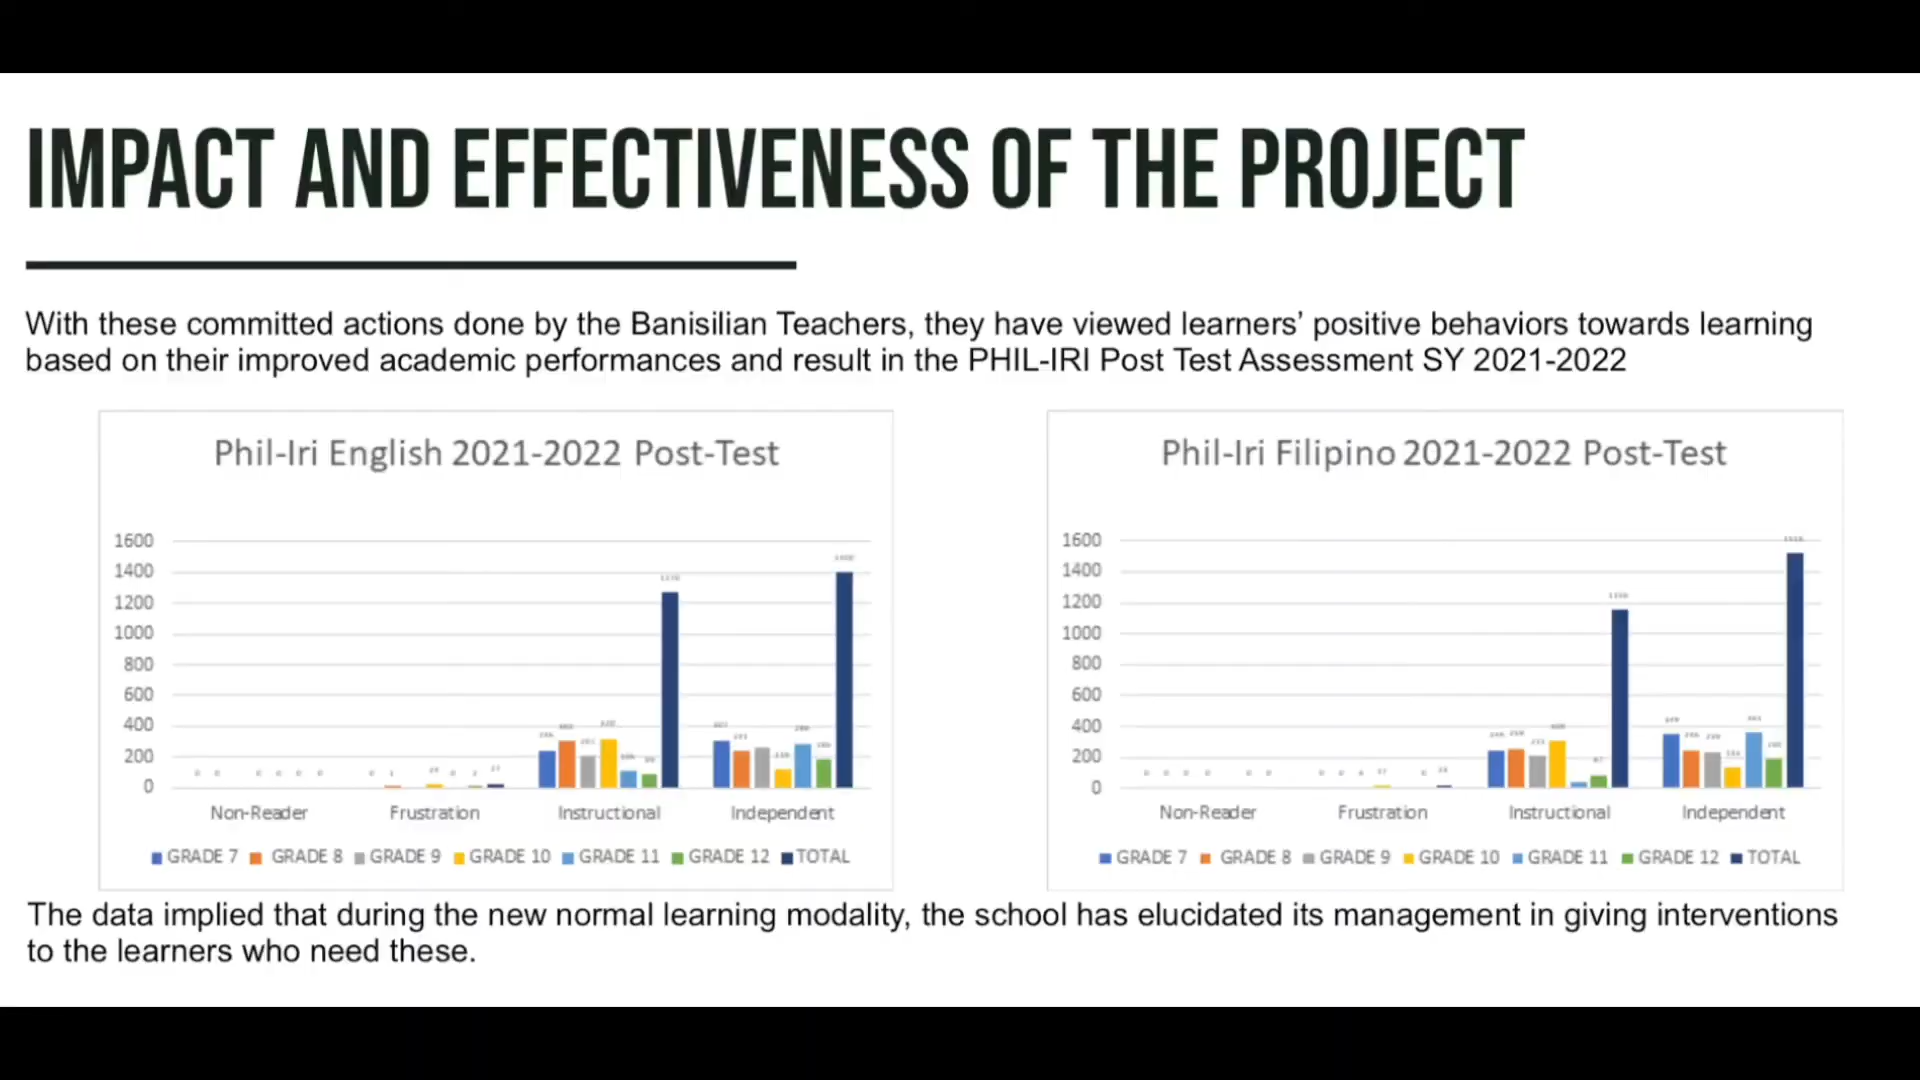 IMPACT AND EFFECTIVENESS OF THE PROJECT
With these committed actions done by the Banisilian Teachers, they have viewed learners' positive behaviors towards learning
based on their improved academic performances and result in the PHIL-IRI Post Test Assessment SY 2021-2022
Phil-Iri English 2021-2022 Post-Test
1600
1400
1200
1000
800
600
400
200
0
Non-Reader Frustration Instructional Independent
GRADE 7 GRADE 8 GRADE 9 GRADE 10 GRADE 11 GRADE 12 TOTAL
Phil-Iri Filipino 2021-2022 Post-Test
1600
1400
1200
1000
800
600
400
200
0
Non-Reader Frustration Instructional Independent
GRADE 7 GRADE 8 GRADE 9 GRADE 10 GRADE 11 GRADE 12 TOTAL
The data implied that during the new normal learning modality, the school has elucidated its management in giving interventions
to the learners who need these.